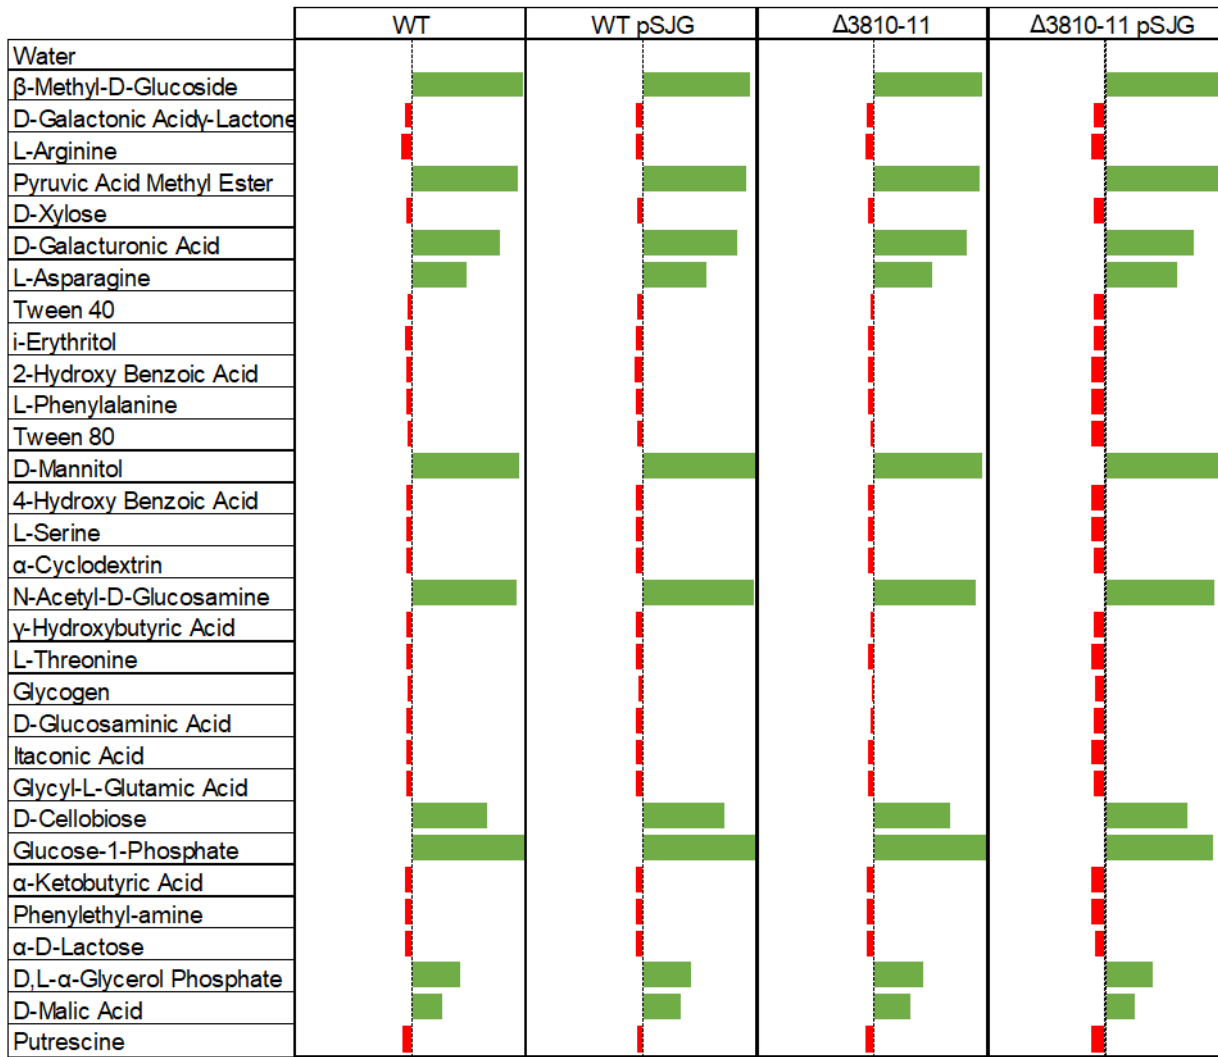 WT WT pSJG Δ3810-11 Δ3810-11 pSJG
Water
β-Methyl-D-Glucoside
D-Galactonic Acidγ-Lactone
L-Arginine
Pyruvic Acid Methyl Ester
D-Xylose
D-Galacturonic Acid
L-Asparagine
Tween 40
i-Erythritol
2-Hydroxy Benzoic Acid
L-Phenylalanine
Tween 80
D-Mannitol
4-Hydroxy Benzoic Acid
L-Serine
α-Cyclodextrin
N-Acetyl-D-Glucosamine
γ-Hydroxybutyric Acid
L-Threonine
Glycogen
D-Glucosaminic Acid
Itaconic Acid
Glycyl-L-Glutamic Acid
D-Cellobiose
Glucose-1-Phosphate
α-Ketobutyric Acid
Phenylethyl-amine
α-D-Lactose
D,L-α-Glycerol Phosphate
D-Malic Acid
Putrescine